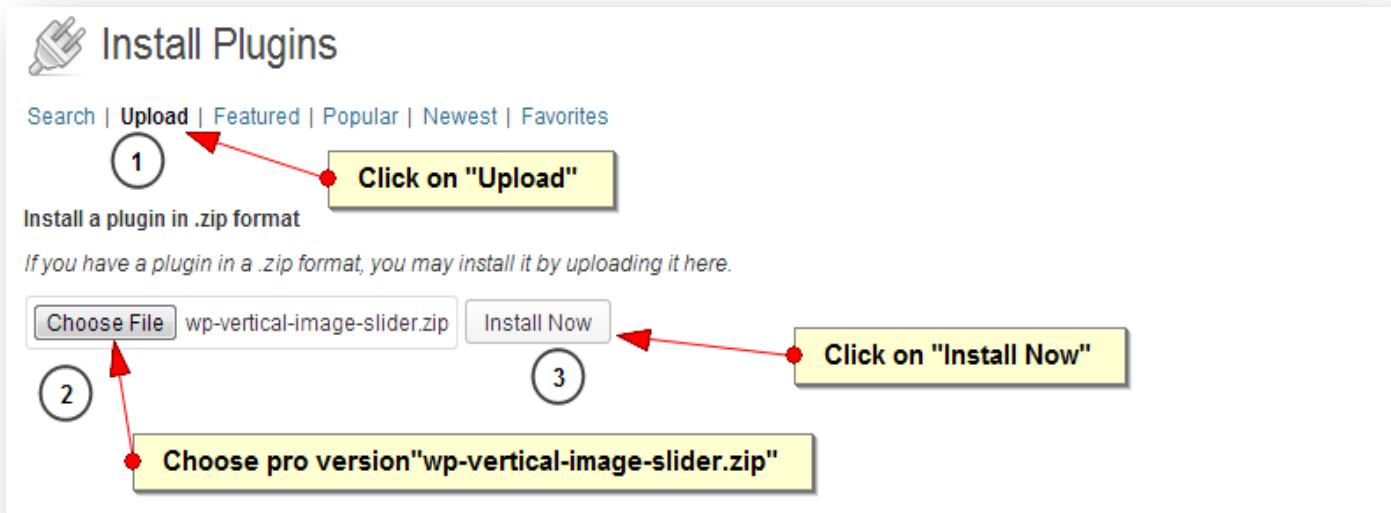 Install Plugins
Search | Upload | Featured | Popular | Newest | Favorites
1
Click on "Upload"
Install a plugin in .zip format
If you have a plugin in a .zip format, you may install it by uploading it here.
Choose File wp-vertical-image-slider.zip Install Now
Click on "Install Now"
2
3
Choose pro version"wp-vertical-image-slider.zip"